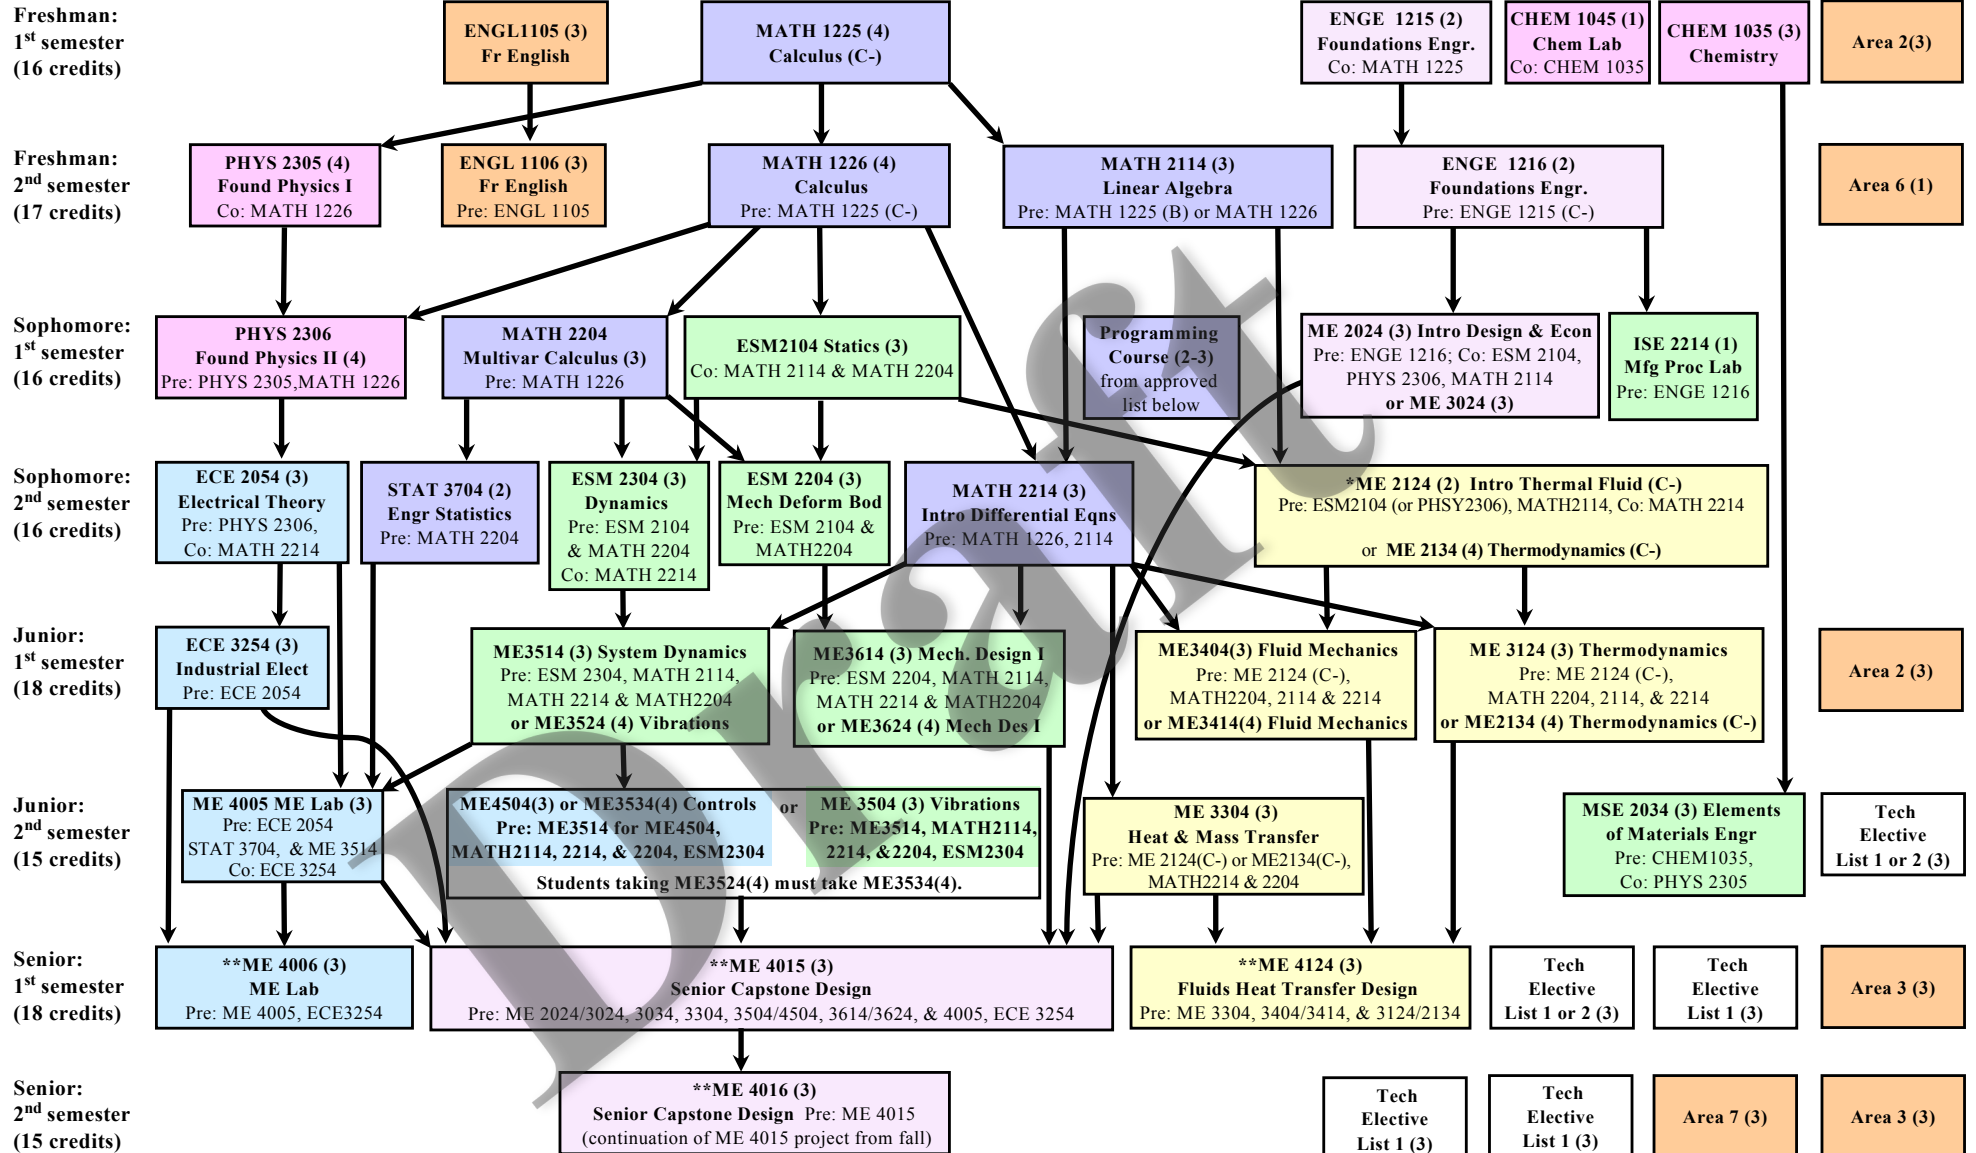 Freshman:
1st semester
(16 credits)
ENGL1105 (3)
Fr English
MATH 1225 (4)
Calculus (C-)
ENGE 1215 (2)
Foundations Engr.
Co: MATH 1225
CHEM 1045 (1)
Chem Lab
Co: CHEM 1035
CHEM 1035 (3)
Chemistry
Area 2(3)
Freshman:
2nd semester
(17 credits)
PHYS 2305 (4)
Found Physics I
Co: MATH 1226
ENGL 1106 (3)
Fr English
Pre: ENGL 1105
MATH 1226 (4)
Calculus
Pre: MATH 1225 (C-)
MATH 2114 (3)
Linear Algebra
Pre: MATH 1225 (B) or MATH 1226
ENGE 1216 (2)
Foundations Engr.
Pre: ENGE 1215 (C-)
Area 6 (1)
Sophomore:
1st semester
(16 credits)
PHYS 2306
Found Physics II (4)
Pre: PHYS 2305,MATH 1226
MATH 2204
Multivar Calculus (3)
Pre: MATH 1226
ESM2104 Statics (3)
Co: MATH 2114 & MATH 2204
Programming
Course (2-3)
from approved
list below
ME 2024 (3) Intro Design & Econ
Pre: ENGE 1216; Co: ESM 2104,
PHYS 2306, MATH 2114
or ME 3024 (3)
ISE 2214 (1)
Mfg Proc Lab
Pre: ENGE 1216
Sophomore:
2nd semester
(16 credits)
ECE 2054 (3)
Electrical Theory
Pre: PHYS 2306,
Co: MATH 2214
STAT 3704 (2)
Engr Statistics
Pre: MATH 2204
ESM 2304 (3)
Dynamics
Pre: ESM 2104
& MATH 2204
Co: MATH 2214
ESM 2204 (3)
Mech Deform Bod
Pre: ESM 2104 &
MATH2204
MATH 2214 (3)
Intro Differential Eqns
Pre: MATH 1226, 2114
*ME 2124 (2) Intro Thermal Fluid (C-)
Pre: ESM2104 (or PHSY2306), MATH2114, Co: MATH 2214
or ME 2134 (4) Thermodynamics (C-)
Junior:
1st semester
(18 credits)
ECE 3254 (3)
Industrial Elect
Pre: ECE 2054
ME3514 (3) System Dynamics
Pre: ESM 2304, MATH 2114,
MATH 2214 & MATH2204
or ME3524 (4) Vibrations
ME3614 (3) Mech. Design I
Pre: ESM 2204, MATH 2114,
MATH 2214 & MATH2204
or ME3624 (4) Mech Des I
ME3404(3) Fluid Mechanics
Pre: ME 2124 (C-),
MATH2204, 2114 & 2214
or ME3414(4) Fluid Mechanics
ME 3124 (3) Thermodynamics
Pre: ME 2124 (C-),
MATH 2204, 2114, & 2214
or ME2134 (4) Thermodynamics (C-)
Area 2 (3)
Junior:
2nd semester
(15 credits)
ME 4005 ME Lab (3)
Pre: ECE 2054
STAT 3704, & ME 3514
Co: ECE 3254
ME4504(3) or ME3534(4) Controls
Pre: ME3514 for ME4504,
MATH2114, 2214, & 2204, ESM2304
or
ME 3504 (3) Vibrations
Pre: ME3514, MATH2114,
2214, &2204, ESM2304
Students taking ME3524(4) must take ME3534(4).
ME 3304 (3)
Heat & Mass Transfer
Pre: ME 2124(C-) or ME2134(C-),
MATH2214 & 2204
MSE 2034 (3) Elements
of Materials Engr
Pre: CHEM1035,
Co: PHYS 2305
Tech
Elective
List 1 or 2 (3)
Senior:
1st semester
(18 credits)
**ME 4006 (3)
ME Lab
Pre: ME 4005, ECE3254
**ME 4015 (3)
Senior Capstone Design
Pre: ME 2024/3024, 3034, 3304, 3504/4504, 3614/3624, & 4005, ECE 3254
**ME 4124 (3)
Fluids Heat Transfer Design
Pre: ME 3304, 3404/3414, & 3124/2134
Tech
Elective
List 1 or 2 (3)
Tech
Elective
List 1 (3)
Area 3 (3)
Senior:
2nd semester
(15 credits)
**ME 4016 (3)
Senior Capstone Design Pre: ME 4015
(continuation of ME 4015 project from fall)
Tech
Elective
List 1 (3)
Tech
Elective
List 1 (3)
Area 7 (3)
Area 3 (3)
Draft